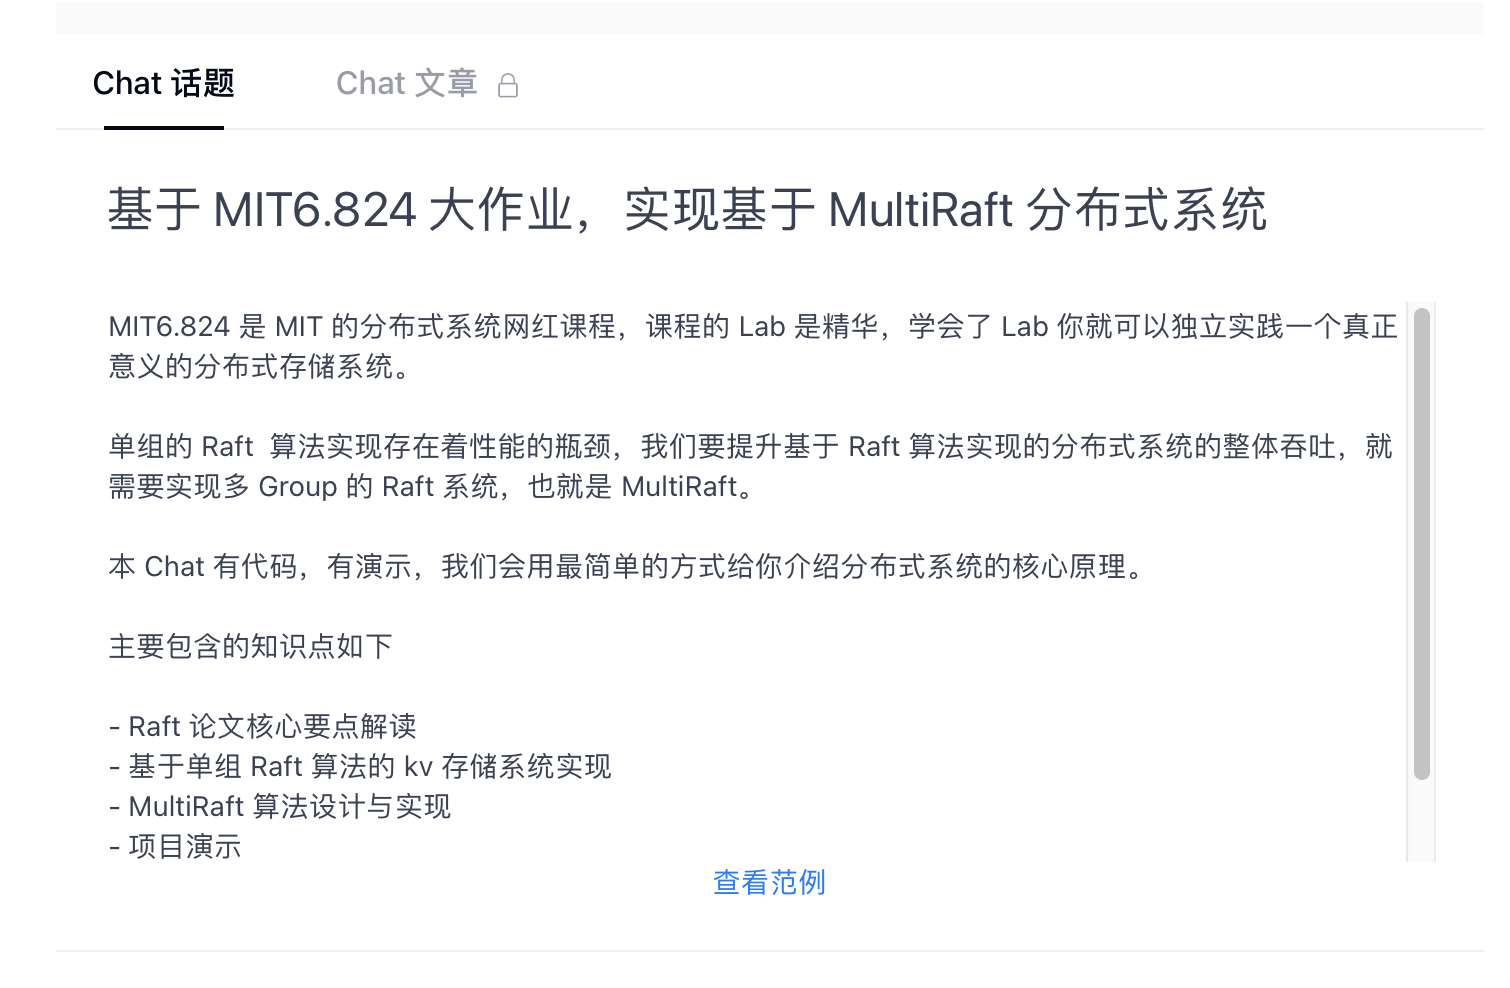 Chat 话题
Chat 文章
基于 MIT6.824 大作业，实现基于 MultiRaft 分布式系统
MIT6.824 是 MIT 的分布式系统网红课程，课程的 Lab 是精华，学会了 Lab 你就可以独立实践一个真正
意义的分布式存储系统。
单组的 Raft  算法实现存在着性能的瓶颈，我们要提升基于 Raft 算法实现的分布式系统的整体吞吐，就
需要实现多 Group 的 Raft 系统，也就是 MultiRaft。
本 Chat 有代码，有演示，我们会用最简单的方式给你介绍分布式系统的核心原理。
主要包含的知识点如下
- Raft 论文核心要点解读
- 基于单组 Raft 算法的 kv 存储系统实现
- MultiRaft 算法设计与实现
- 项目演示
查看范例